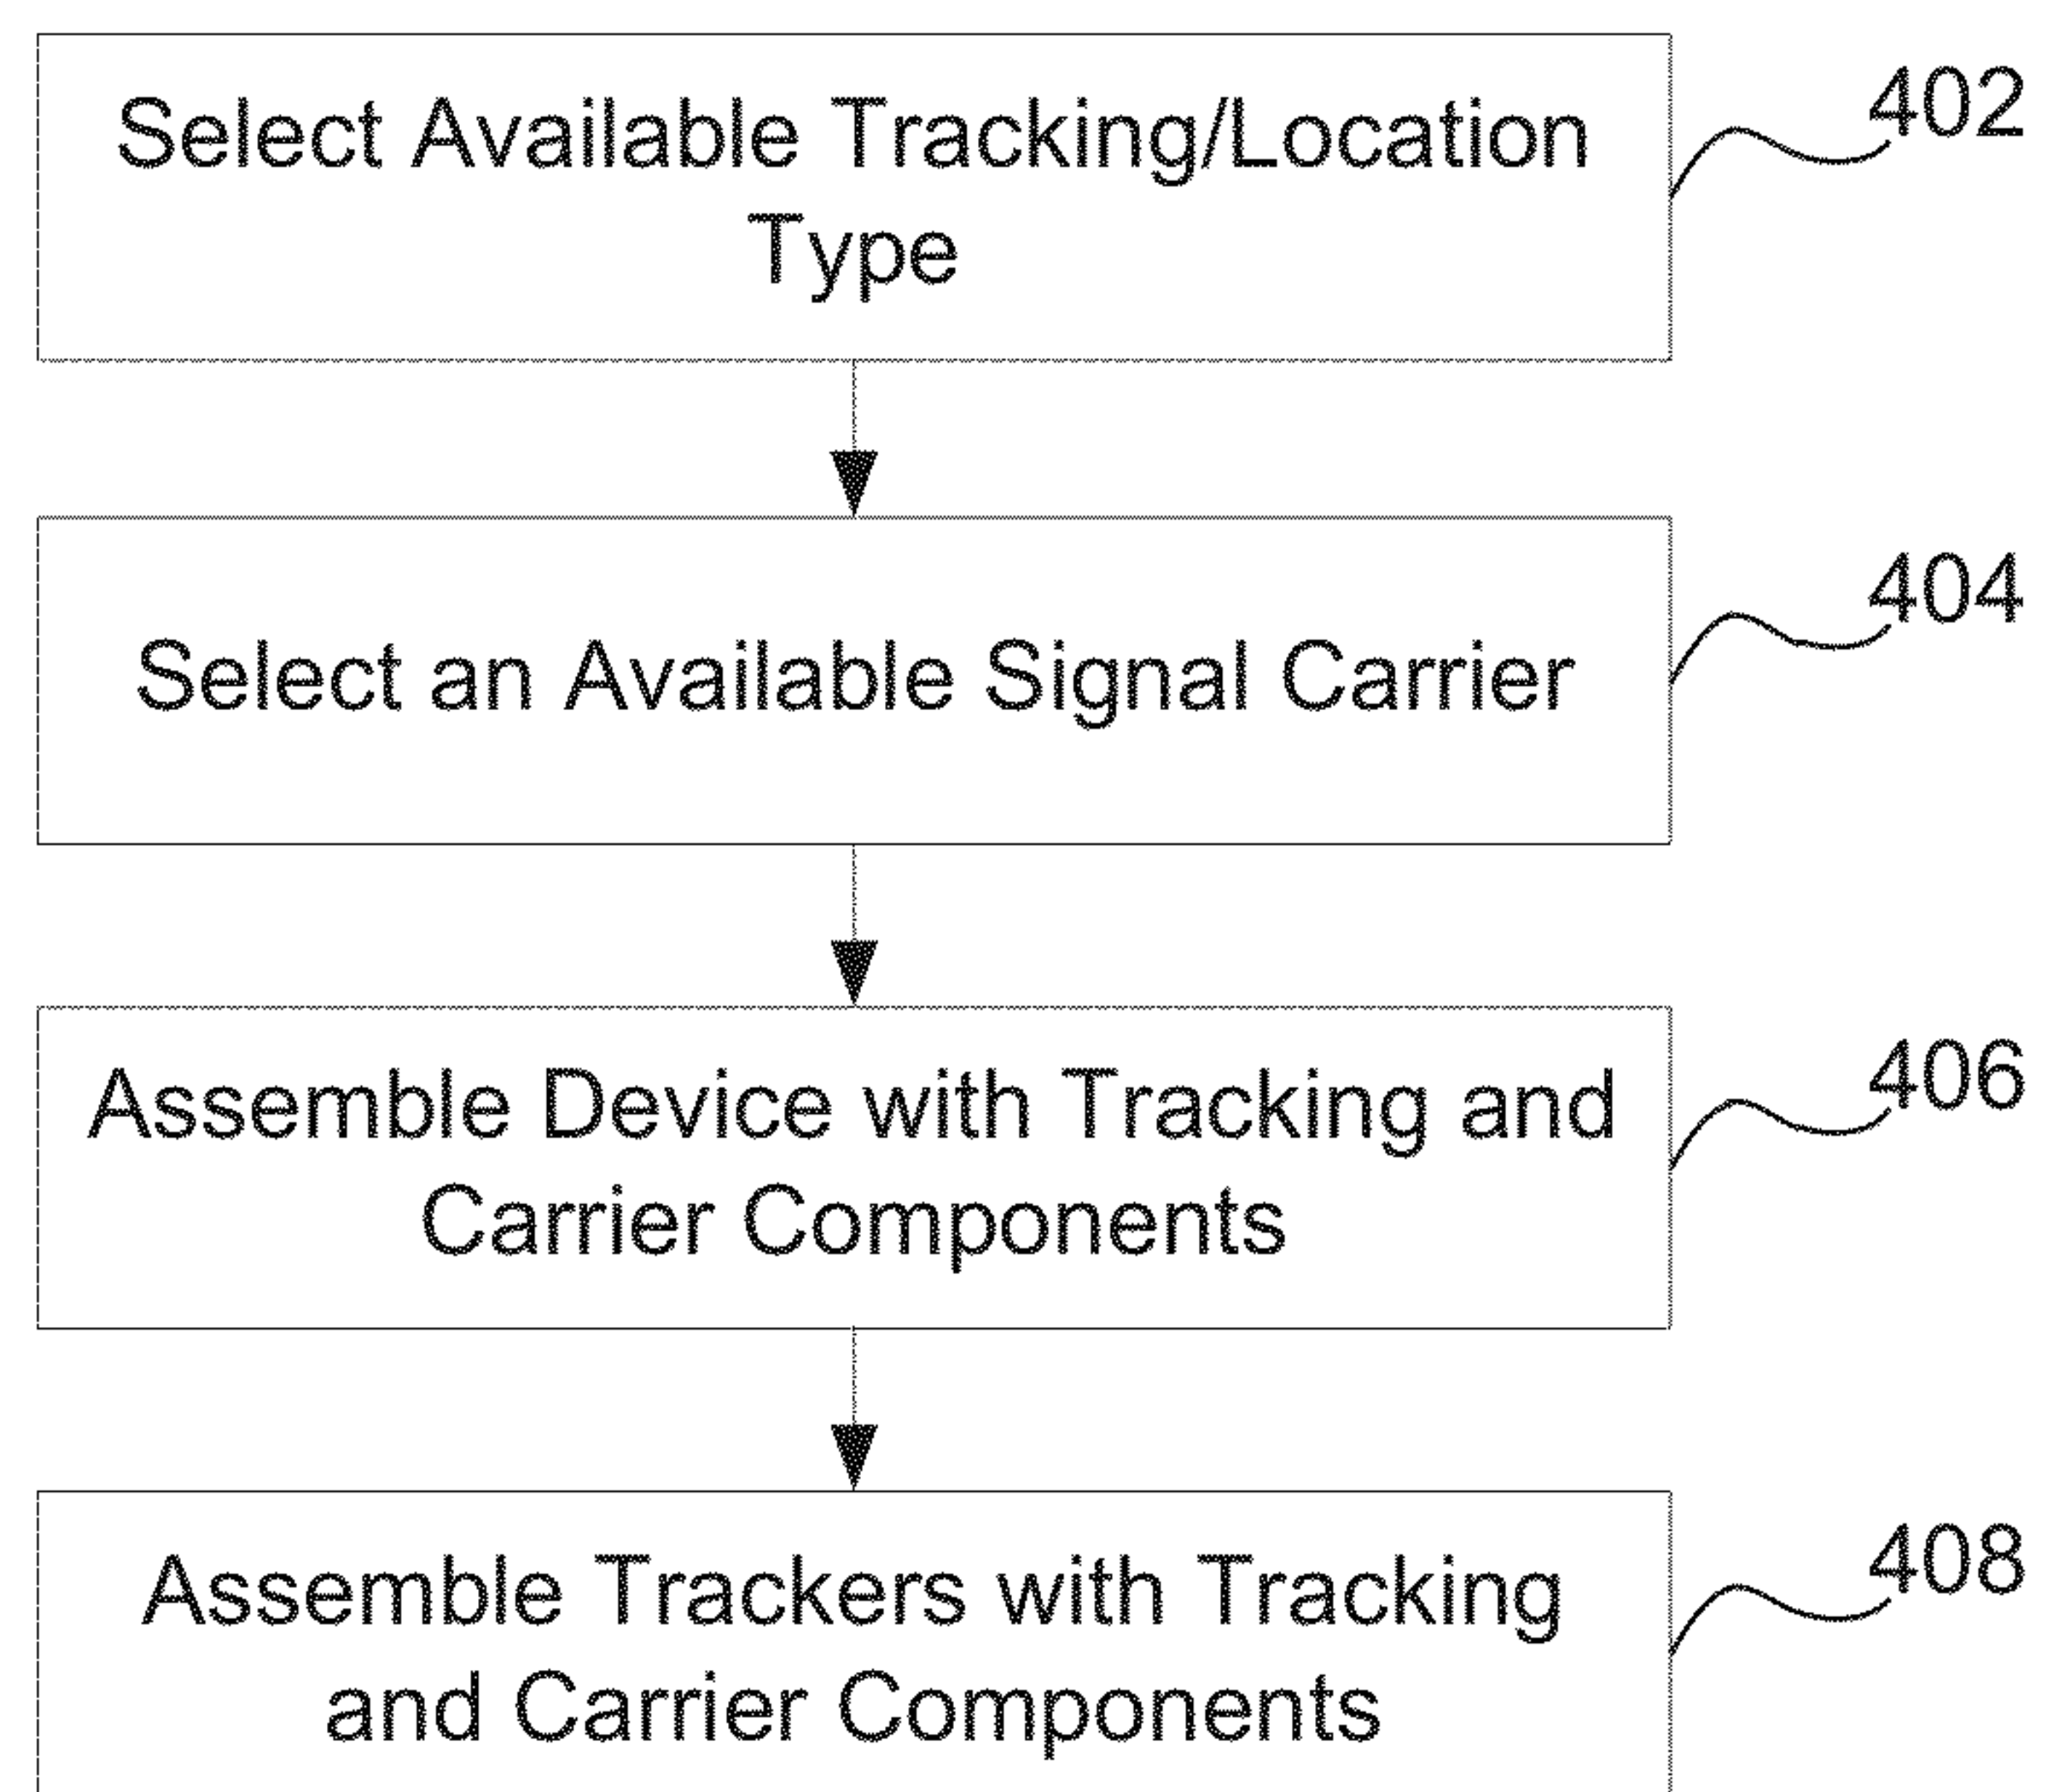 Select Available Tracking/Location
Type
402
Select an Available Signal Carrier
404
Assemble Device with Tracking and
Carrier Components
406
Assemble Trackers with Tracking
and Carrier Components
408